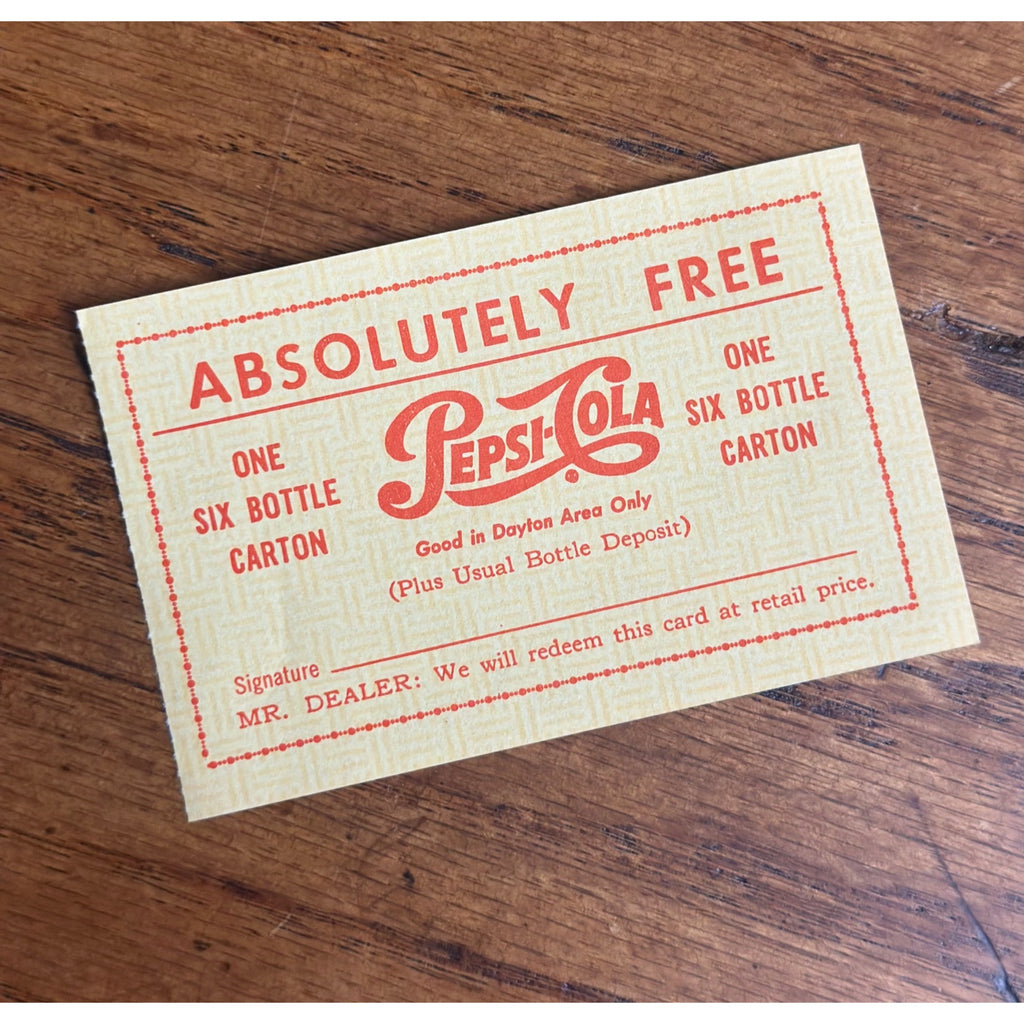 ABSOLUTELY FREE
ONE
SIX BOTTLE
CARTON
PEPSI-COLA
ONE
SIX BOTTLE
CARTON
Good in Dayton Area Only
(Plus Usual Bottle Deposit)
Signature
MR. DEALER: We will redeem this card at retail price.